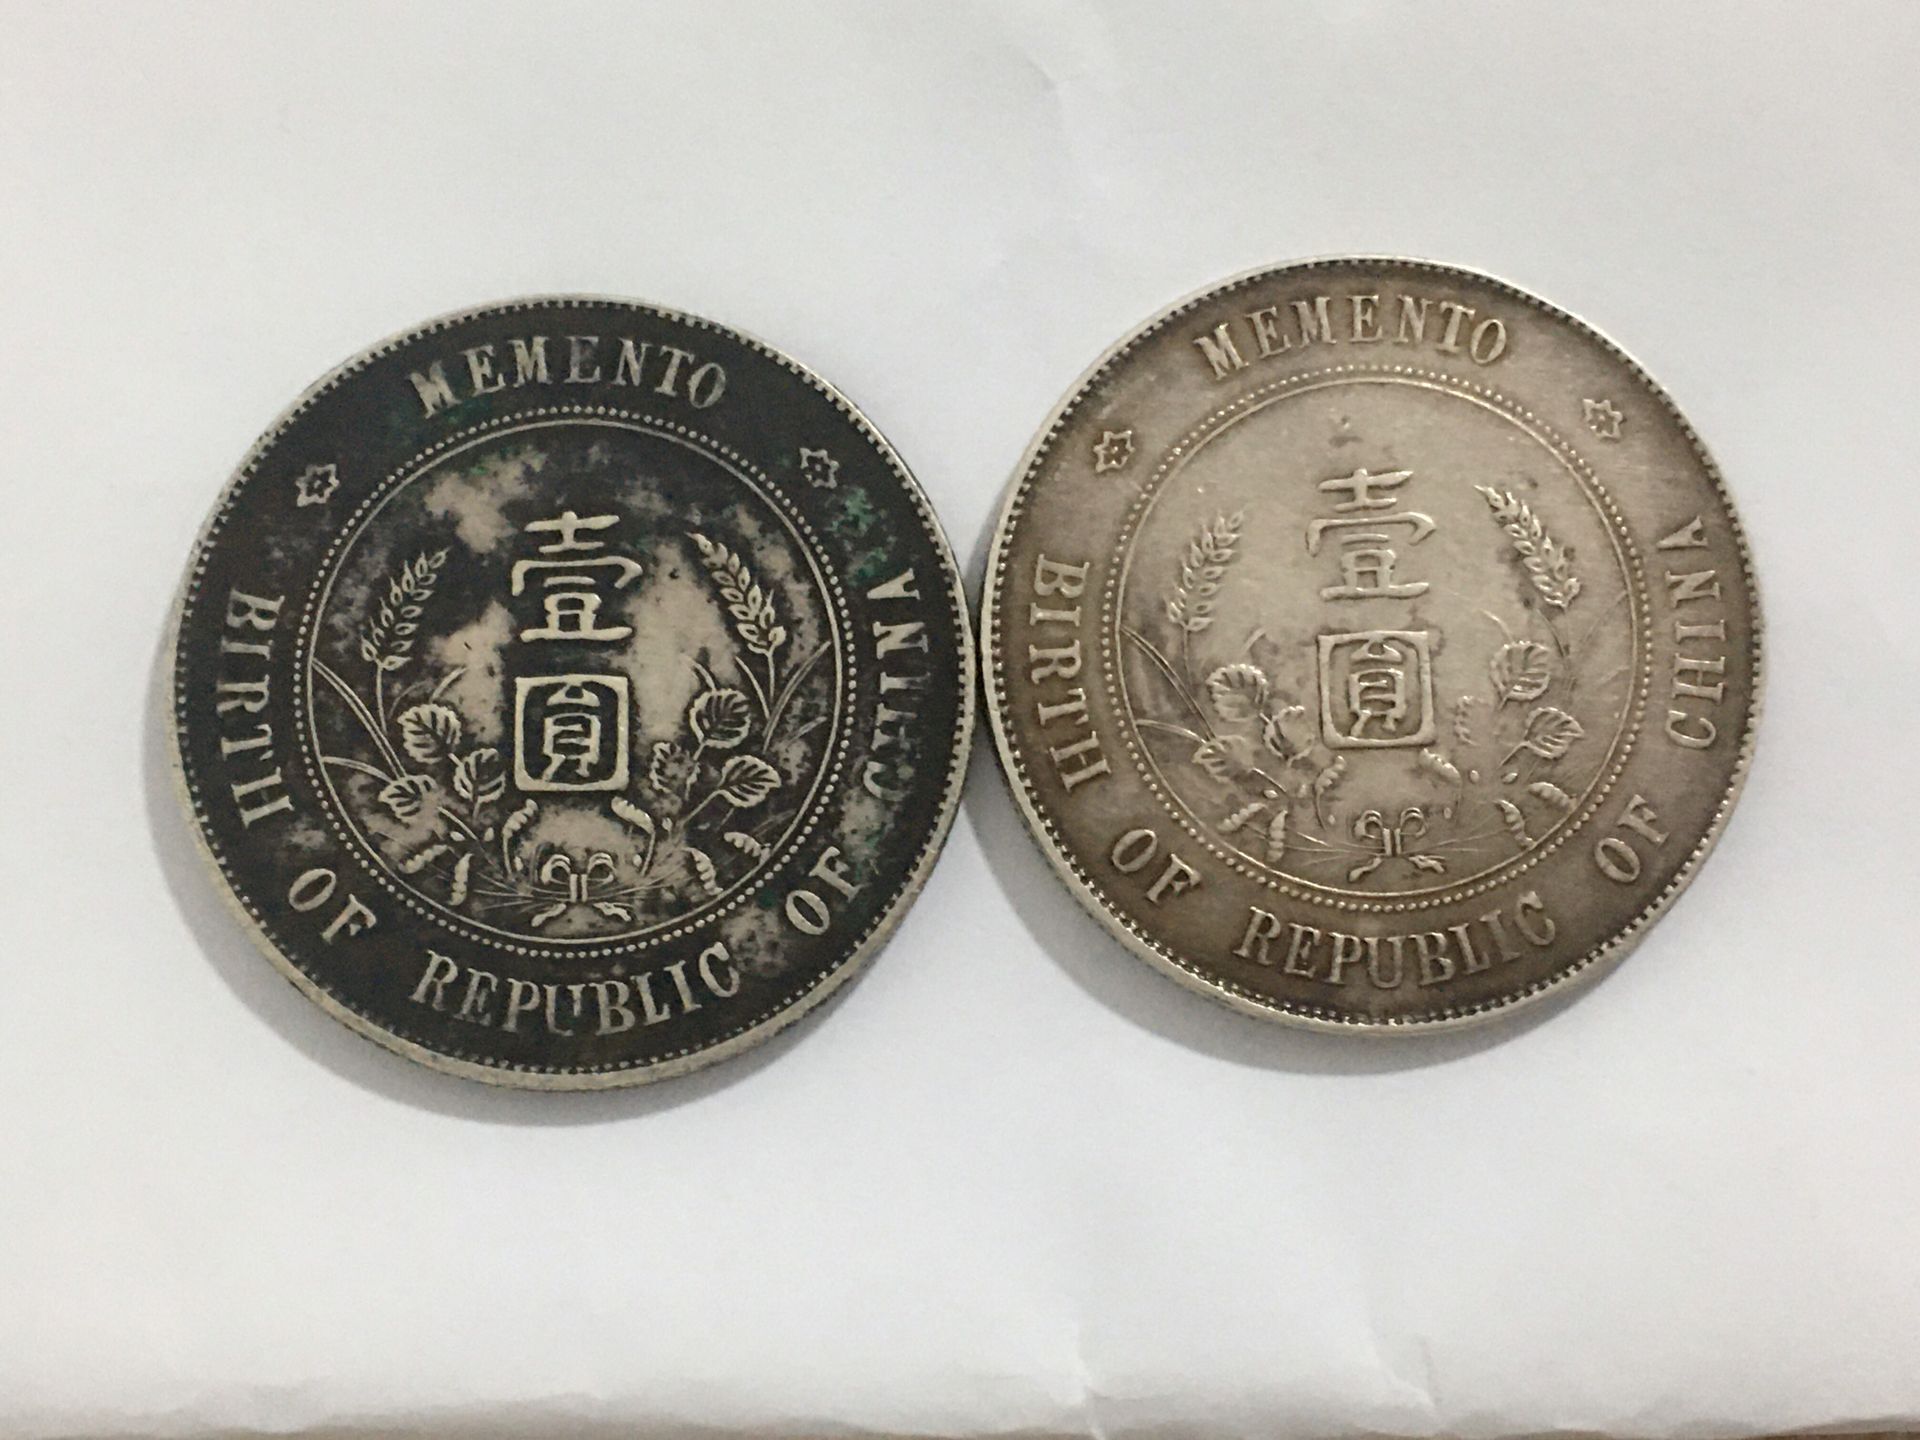 MEMENTO
壹圓
BIRTH OF REPUBLIC OF CHINA
MEMENTO
壹圓
BIRTH OF REPUBLIC OF CHINA